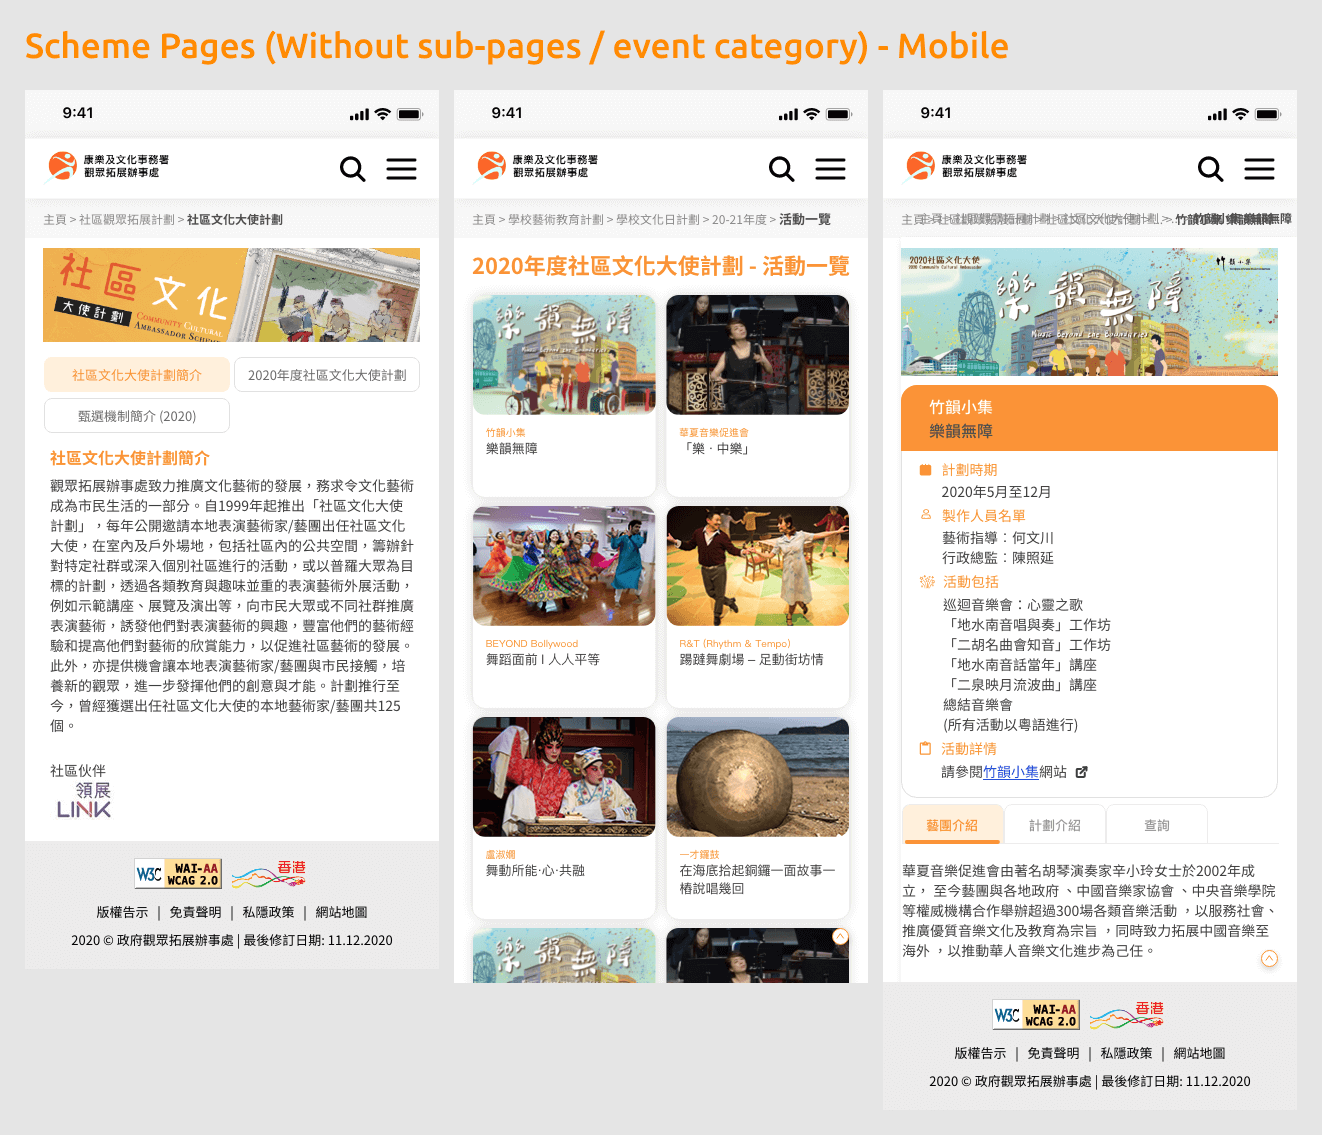 Scheme Pages (Without sub-pages / event category) - Mobile
9:41
康樂及文化事務署
觀眾拓展辦事處
主頁 > 社區觀眾拓展計劃 > 社區文化大使計劃
社區文化
大使計劃
COMMUNITY CULTURAL
AMBASSADOR SCHEME
社區文化大使計劃簡介
2020年度社區文化大使計劃
甄選機制簡介 (2020)
社區文化大使計劃簡介
觀眾拓展辦事處致力推廣文化藝術的發展，務求令文化藝術
成為市民生活的一部分。自1999年起推出「社區文化大使
計劃」，每年公開邀請本地表演藝術家/藝團出任社區文化
大使，在室內及戶外場地，包括社區內的公共空間，籌辦針
對特定社群或深入個別社區進行的活動，或以普羅大眾為目
標的計劃，透過各類教育與趣味並重的表演藝術外展活動，
例如示範講座、展覽及演出等，向市民大眾或不同社群推廣
表演藝術，誘發他們對表演藝術的興趣，豐富他們的藝術經
驗和提高他們對藝術的欣賞能力，以促進社區藝術的發展。
此外，亦提供機會讓本地表演藝術家/藝團與市民接觸，培
養新的觀眾，進一步發揮他們的創意與才能。計劃推行至
今，曾經獲選出任社區文化大使的本地藝術家/藝團共125
個。
社區伙伴
領展
LINK
W3C WAI-AA
WCAG 2.0
香港
版權告示 | 免責聲明 | 私隱政策 | 網站地圖
2020 © 政府觀眾拓展辦事處 | 最後修訂日期: 11.12.2020
9:41
康樂及文化事務署
觀眾拓展辦事處
主頁 > 學校藝術教育計劃 > 學校文化日計劃 > 20-21年度 > 活動一覽
2020年度社區文化大使計劃 - 活動一覽
樂韻無障
Music Beyond the Boundaries
竹韻小集
樂韻無障
華夏音樂促進會
「樂．中樂」
BEYOND Bollywood
舞蹈面前 I 人人平等
R&T (Rhythm & Tempo)
踢躂舞劇場 – 足動街坊情
盧淑嫻
舞動所能·心·共融
一才鑼鼓
在海底拾起銅鑼一面故事一
樁說唱幾回
樂韻無障
9:41
康樂及文化事務署
觀眾拓展辦事處
2020社區文化大使
2020 Community Cultural Ambassador
竹韻小集
樂韻無障
Music Beyond the Boundaries
竹韻小集
樂韻無障
計劃時期
2020年5月至12月
製作人員名單
藝術指導：何文川
行政總監：陳照延
活動包括
巡迴音樂會：心靈之歌
「地水南音唱與奏」工作坊
「二胡名曲會知音」工作坊
「地水南音話當年」講座
「二泉映月流波曲」講座
總結音樂會
(所有活動以粵語進行)
活動詳情
請參閱竹韻小集網站
藝團介紹
計劃介紹
查詢
華夏音樂促進會由著名胡琴演奏家辛小玲女士於2002年成
立， 至今藝團與各地政府 、中國音樂家協會 、中央音樂學院
等權威機構合作舉辦超過300場各類音樂活動 ，以服務社會、
推廣優質音樂文化及教育為宗旨 ，同時致力拓展中國音樂至
海外 ，以推動華人音樂文化進步為己任。
W3C WAI-AA
WCAG 2.0
香港
版權告示 | 免責聲明 | 私隱政策 | 網站地圖
2020 © 政府觀眾拓展辦事處 | 最後修訂日期: 11.12.2020